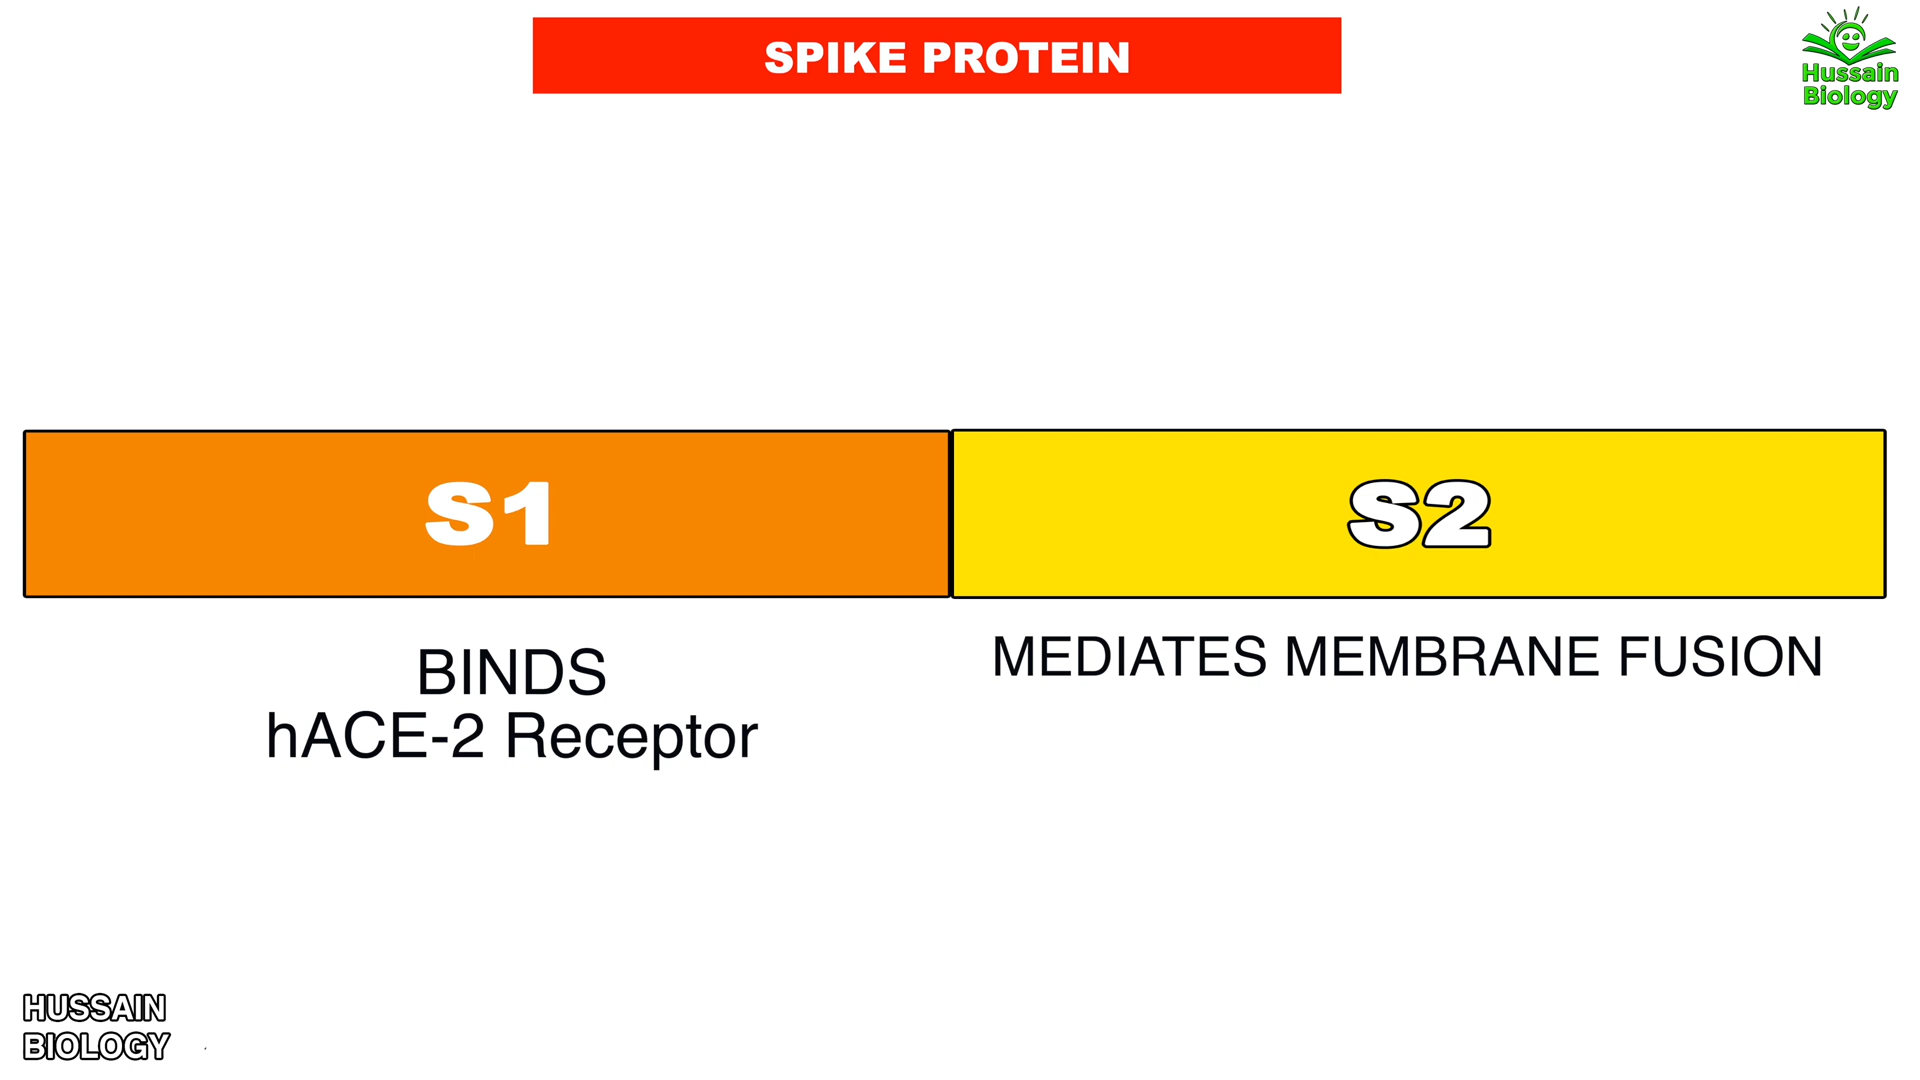 SPIKE PROTEIN
Hussain
Biology
S1
S2
BINDS
hACE-2 Receptor
MEDIATES MEMBRANE FUSION
HUSSAIN
BIOLOGY